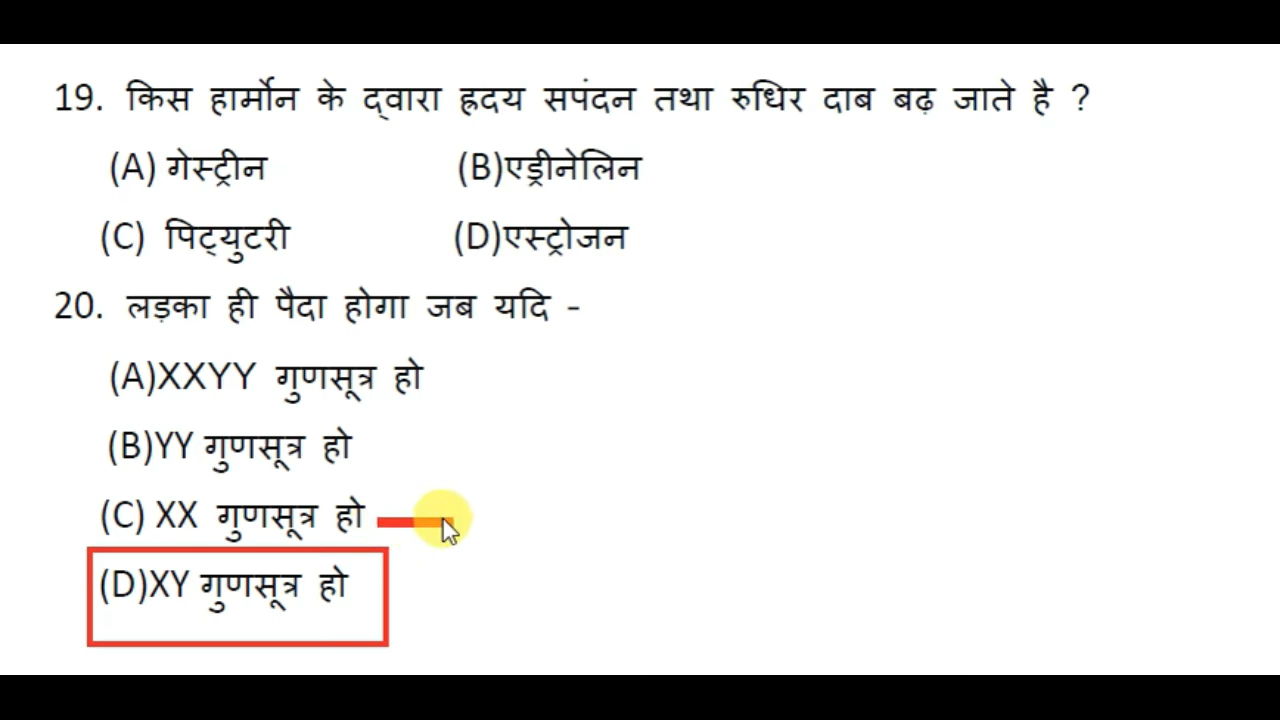 19. किस हार्मोन के द्वारा ह्रदय सपंदन तथा रुधिर दाब बढ़ जाते है ?
(A) गेस्ट्रीन (B)एड्रीनेलिन
(C) पिट्युटरी (D)एस्ट्रोजन
20. लड़का ही पैदा होगा जब यदि -
(A)XXYY गुणसूत्र हो
(B)YY गुणसूत्र हो
(C) XX गुणसूत्र हो
(D)XY गुणसूत्र हो